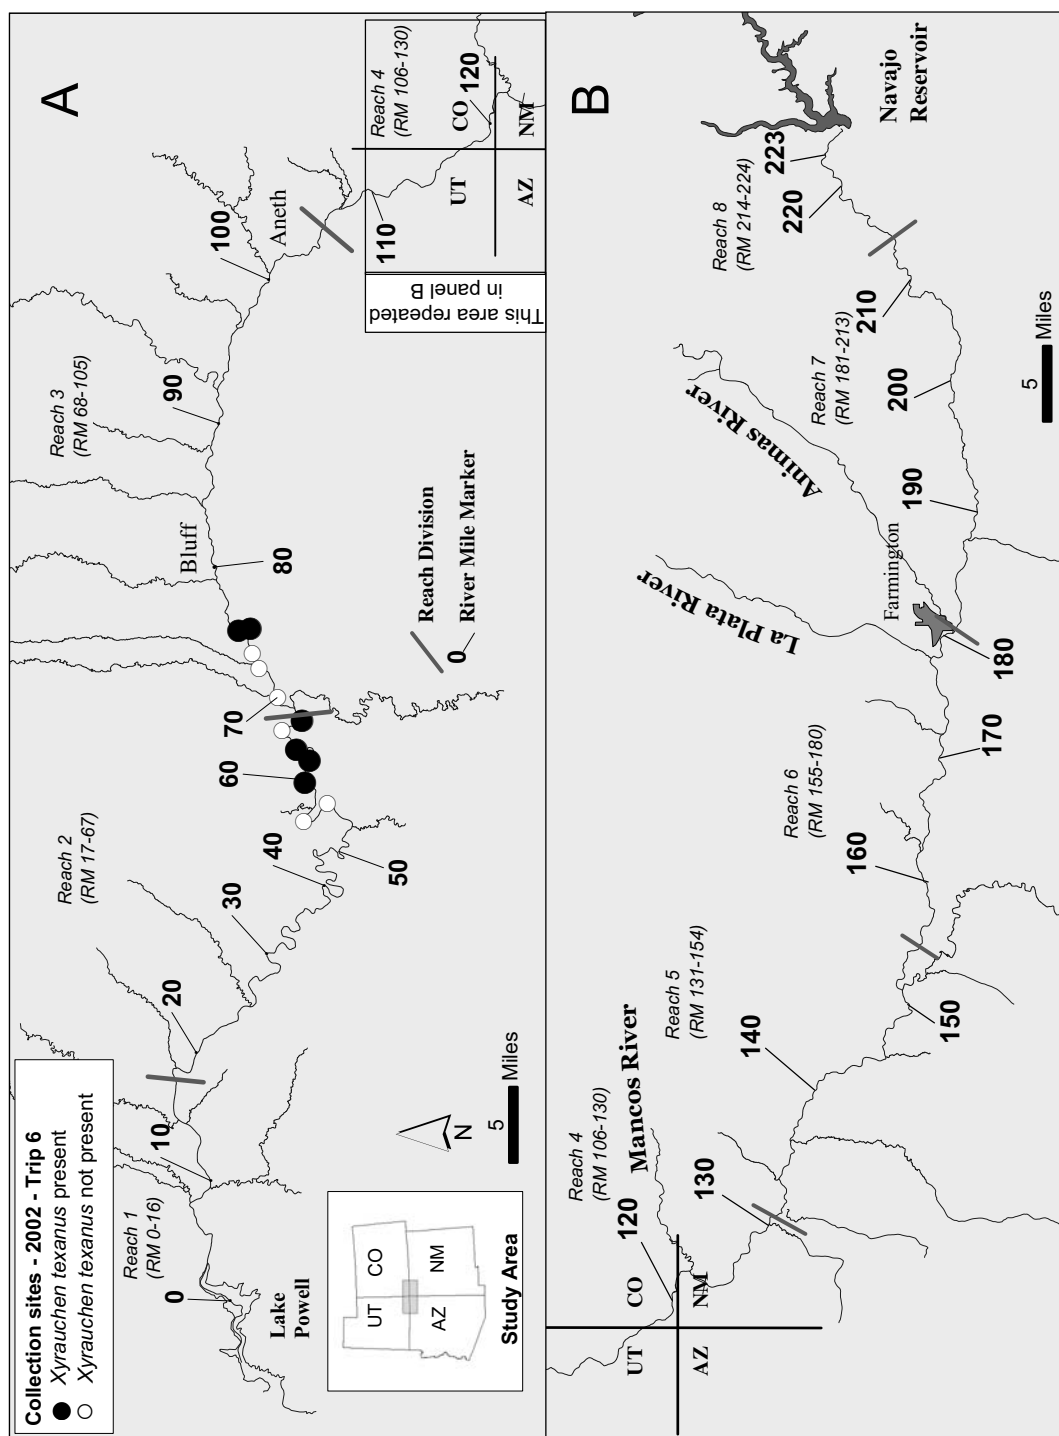 A
Collection sites - 2002 - Trip 6
Xyrauchen texanus present
Xyrauchen texanus not present
Reach 1
(RM 0-16)
Reach 2
(RM 17-67)
Reach 3
(RM 68-105)
Reach 4
(RM 106-130)
0
10
20
30
40
50
60
70
80
90
100
110
120
Lake
Powell
Bluff
Aneth
UT
CO
AZ
NM
This area repeated
in panel B
Reach Division
0
River Mile Marker
N
5
Miles
UT
CO
AZ
NM
Study Area
B
Reach 4
(RM 106-130)
Reach 5
(RM 131-154)
Reach 6
(RM 155-180)
Reach 7
(RM 181-213)
Reach 8
(RM 214-224)
UT
CO
AZ
NM
Mancos River
La Plata River
Animas River
Farmington
Navajo
Reservoir
120
130
140
150
160
170
180
190
200
210
220
223
5
Miles